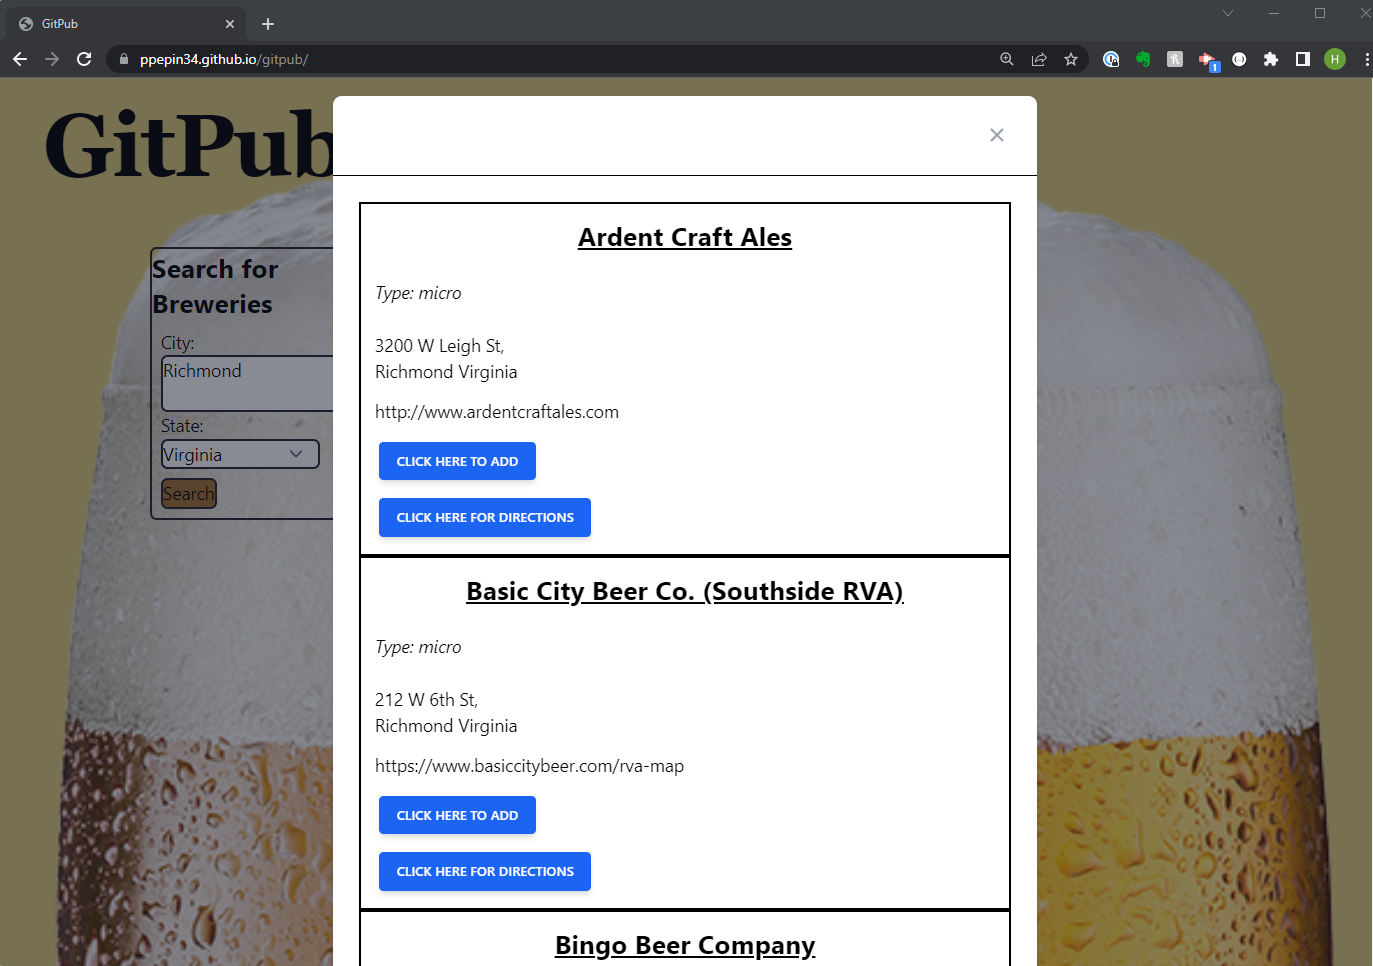 GitPub
ppepin34.github.io/gitpub/
1
H
GitPub
Search for
Breweries
City:
Richmond
State:
Virginia
Search
Ardent Craft Ales
Type: micro
3200 W Leigh St,
Richmond Virginia
http://www.ardentcraftales.com
CLICK HERE TO ADD
CLICK HERE FOR DIRECTIONS
Basic City Beer Co. (Southside RVA)
Type: micro
212 W 6th St,
Richmond Virginia
https://www.basiccitybeer.com/rva-map
CLICK HERE TO ADD
CLICK HERE FOR DIRECTIONS
Bingo Beer Company